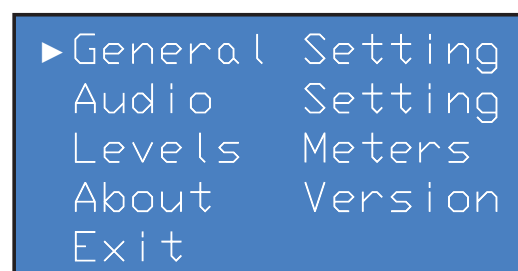 ►General Setting
Audio Setting
Levels Meters
About Version
Exit